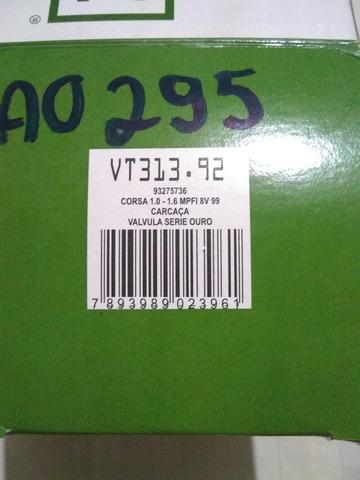 ®
AO 295
VT313.92
93275736
CORSA 1.0 - 1.6 MPFI 8V 99
CARCAÇA
VALVULA SERIE OURO
7 893989 023961